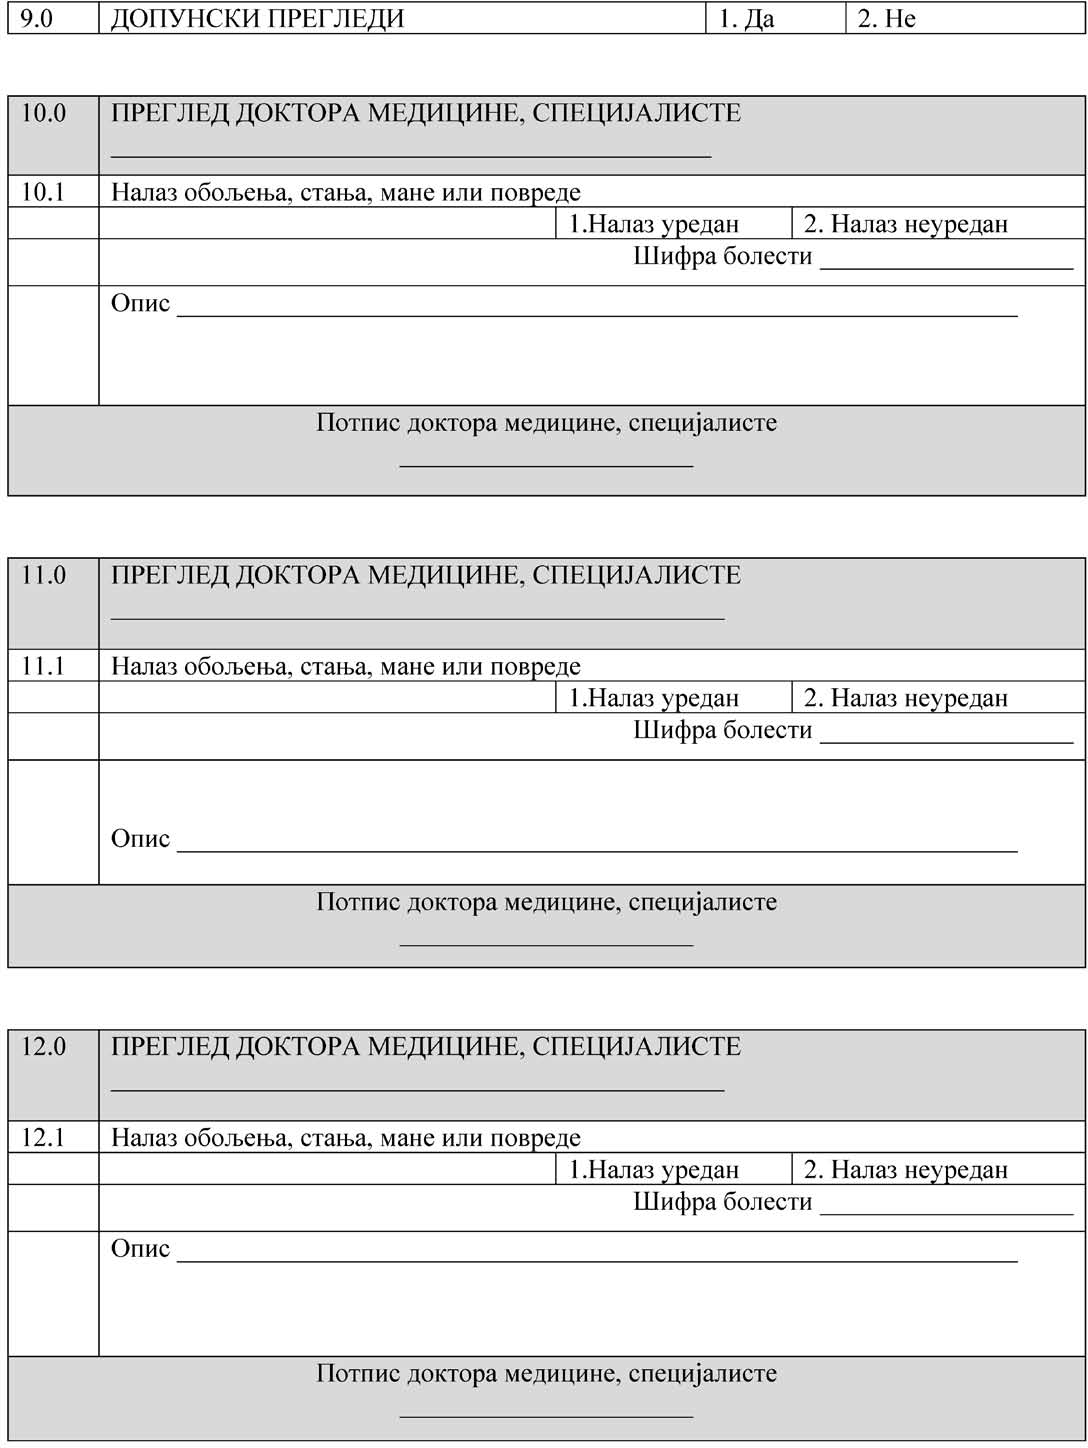 9.0 ДОПУНСКИ ПРЕГЛЕДИ 1. Да 2. Не
10.0 ПРЕГЛЕД ДОКТОРА МЕДИЦИНЕ, СПЕЦИЈАЛИСТЕ
10.1 Налаз обољења, стања, мане или повреде
1.Налаз уредан 2. Налаз неуредан
Шифра болести
Опис
Потпис доктора медицине, специјалисте
11.0 ПРЕГЛЕД ДОКТОРА МЕДИЦИНЕ, СПЕЦИЈАЛИСТЕ
11.1 Налаз обољења, стања, мане или повреде
1.Налаз уредан 2. Налаз неуредан
Шифра болести
Опис
Потпис доктора медицине, специјалисте
12.0 ПРЕГЛЕД ДОКТОРА МЕДИЦИНЕ, СПЕЦИЈАЛИСТЕ
12.1 Налаз обољења, стања, мане или повреде
1.Налаз уредан 2. Налаз неуредан
Шифра болести
Опис
Потпис доктора медицине, специјалисте